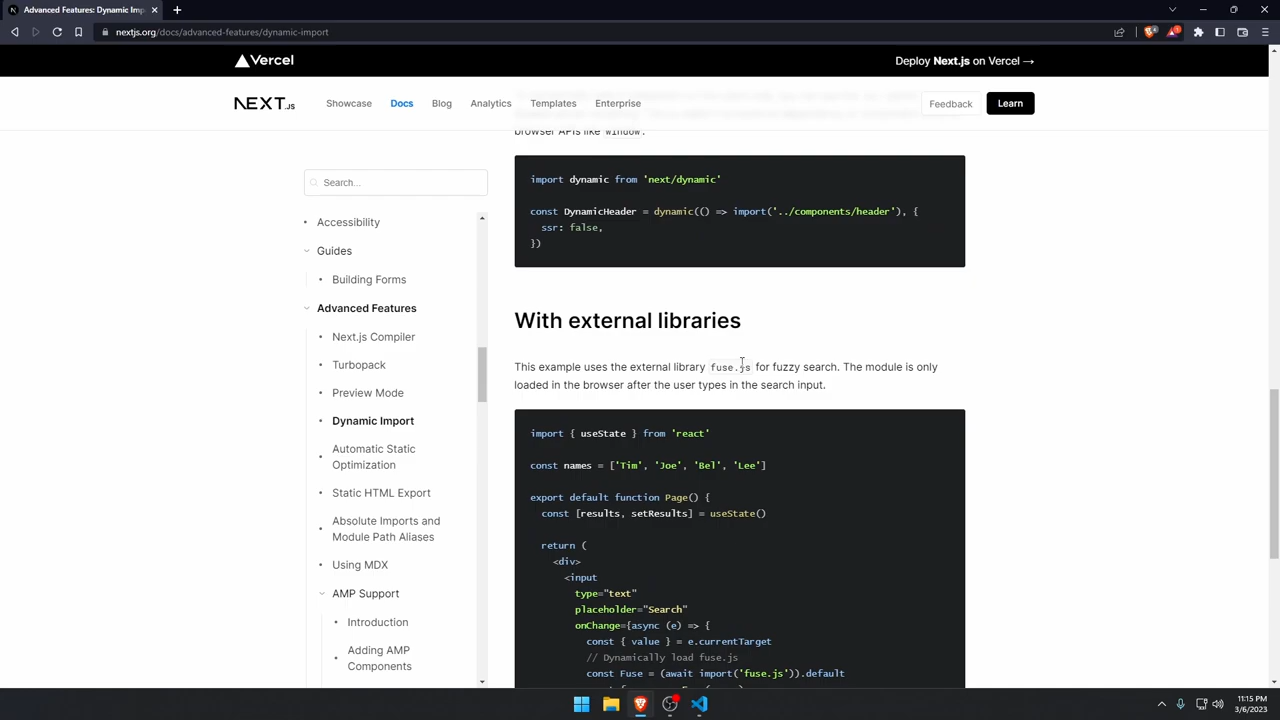 Advanced Features: Dynamic Imp
nextjs.org/docs/advanced-features/dynamic-import
Vercel
Deploy Next.js on Vercel →
NEXT.JS
Showcase
Docs
Blog
Analytics
Templates
Enterprise
Feedback
Learn
Search...
Accessibility
Guides
Building Forms
Advanced Features
Next.js Compiler
Turbopack
Preview Mode
Dynamic Import
Automatic Static
Optimization
Static HTML Export
Absolute Imports and
Module Path Aliases
Using MDX
AMP Support
Introduction
Adding AMP
Components
browser APIs like window.
import dynamic from 'next/dynamic'
const DynamicHeader = dynamic(() => import('../components/header'), {
ssr: false,
})
With external libraries
This example uses the external library fuse.js for fuzzy search. The module is only
loaded in the browser after the user types in the search input.
import { useState } from 'react'
const names = ['Tim', 'Joe', 'Bel', 'Lee']
export default function Page() {
const [results, setResults] = useState()
return (
<div>
<input
type="text"
placeholder="Search"
onChange={async (e) => {
const { value } = e.currentTarget
// Dynamically load fuse.js
const Fuse = (await import('fuse.js')).default
11:15 PM
3/6/2023